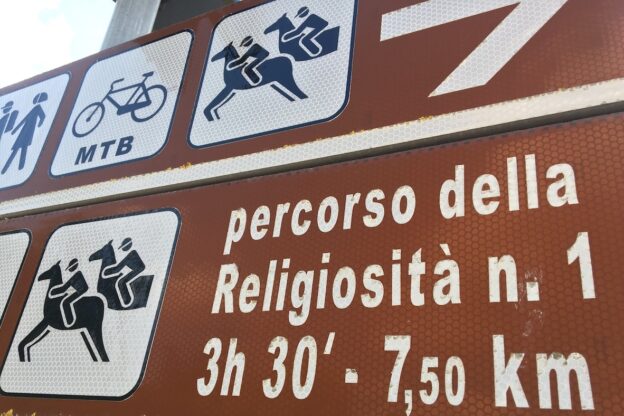 MTB
percorso della
Religiosità n. 1
3h 30' - 7,50 km